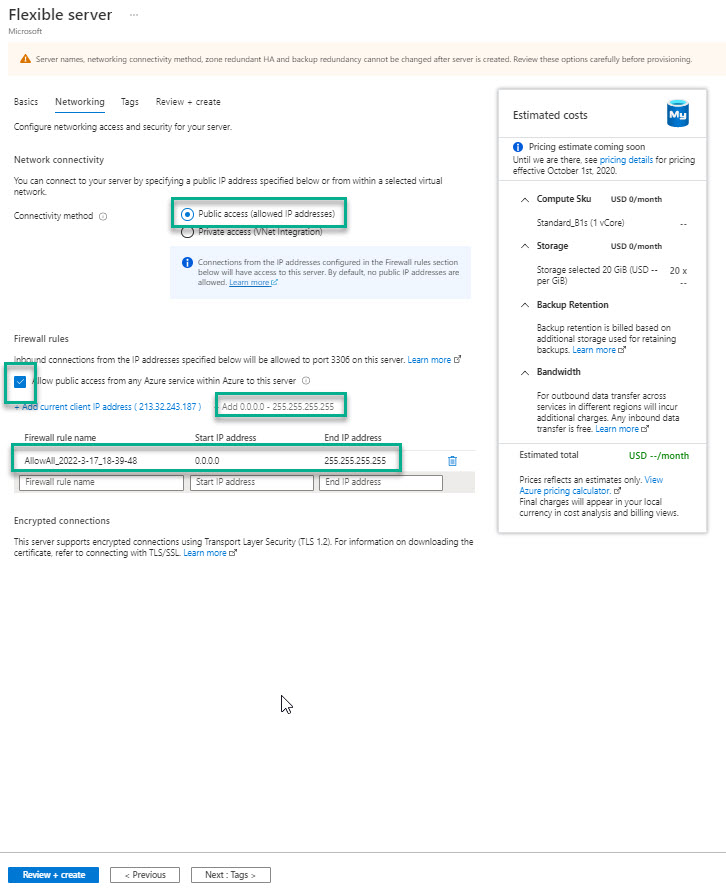 Flexible server ...
Microsoft
Server names, networking connectivity method, zone redundant HA and backup redundancy cannot be changed after server is created. Review these options carefully before provisioning.
Basics Networking Tags Review + create
Configure networking access and security for your server.
Network connectivity
You can connect to your server by specifying a public IP address specified below or from within a selected virtual
network.
Connectivity method
Public access (allowed IP addresses)
Private access (VNet Integration)
Connections from the IP addresses configured in the Firewall rules section
below will have access to this server. By default, no public IP addresses are
allowed. Learn more
Firewall rules
Inbound connections from the IP addresses specified below will be allowed to port 3306 on this server. Learn more
Allow public access from any Azure service within Azure to this server
+ Add current client IP address ( 213.32.243.187 ) + Add 0.0.0.0 - 255.255.255.255
Firewall rule name Start IP address End IP address
AllowAll_2022-3-17_18-39-48 0.0.0.0 255.255.255.255
Firewall rule name Start IP address End IP address
Encrypted connections
This server supports encrypted connections using Transport Layer Security (TLS 1.2). For information on downloading the
certificate, refer to connecting with TLS/SSL. Learn more
Estimated costs
My
Pricing estimate coming soon
Until we are there, see pricing details for pricing
effective October 1st, 2020.
Compute Sku USD 0/month
Standard_B1s (1 vCore) --
Storage USD 0/month
Storage selected 20 GiB (USD -- 20 x
per GiB) --
Backup Retention
Backup retention is billed based on
additional storage used for retaining
backups. Learn more
Bandwidth
For outbound data transfer across
services in different regions will incur
additional charges. Any inbound data
transfer is free. Learn more
Estimated total USD --/month
Prices reflect an estimates only. View
Azure pricing calculator.
Final charges will appear in your local
currency in cost analysis and billing views.
Review + create < Previous Next : Tags >